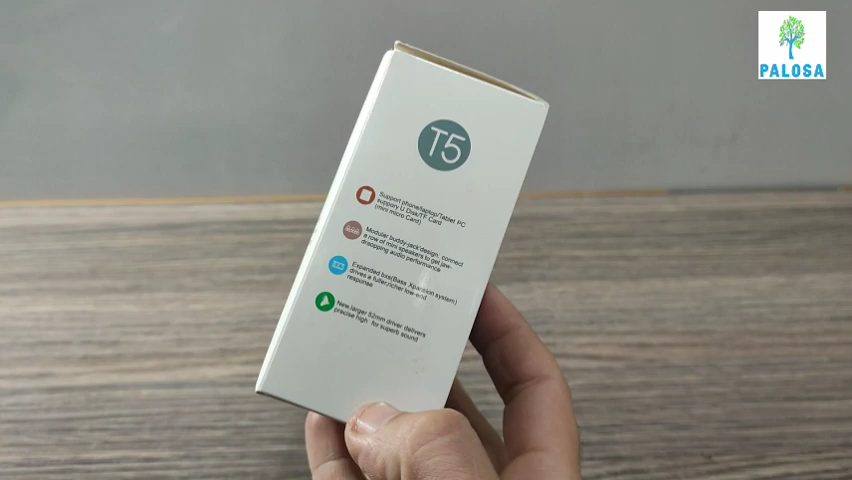 PALOSA
T5
Support phone/laptop/Tablet PC
suppory U Disk/TF Card
(mini micro Card)
Modular buddy-jack'design, connect
a row of mini speakers to get jaw-
draopping audio performance
Expanded bxs(Bass Xpansion system)
drives a fuller,richer low-end
response
New larger 52mm driver delivers
precise high for superb sound